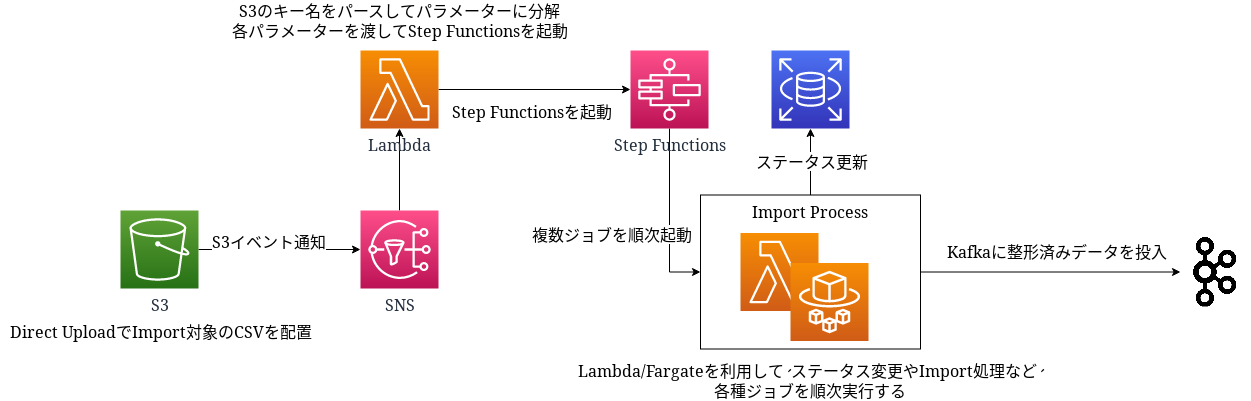 S3のキー名をパースしてパラメーターに分解
各パラメーターを渡してStep Functionsを起動
Lambda
Step Functionsを起動
Step Functions
ステータス更新
S3イベント通知
S3
SNS
Direct UploadでImport対象のCSVを配置
複数ジョブを順次起動
Import Process
Kafkaに整形済みデータを投入
Lambda/Fargateを利用して、ステータス変更やImport処理など、
各種ジョブを順次実行する